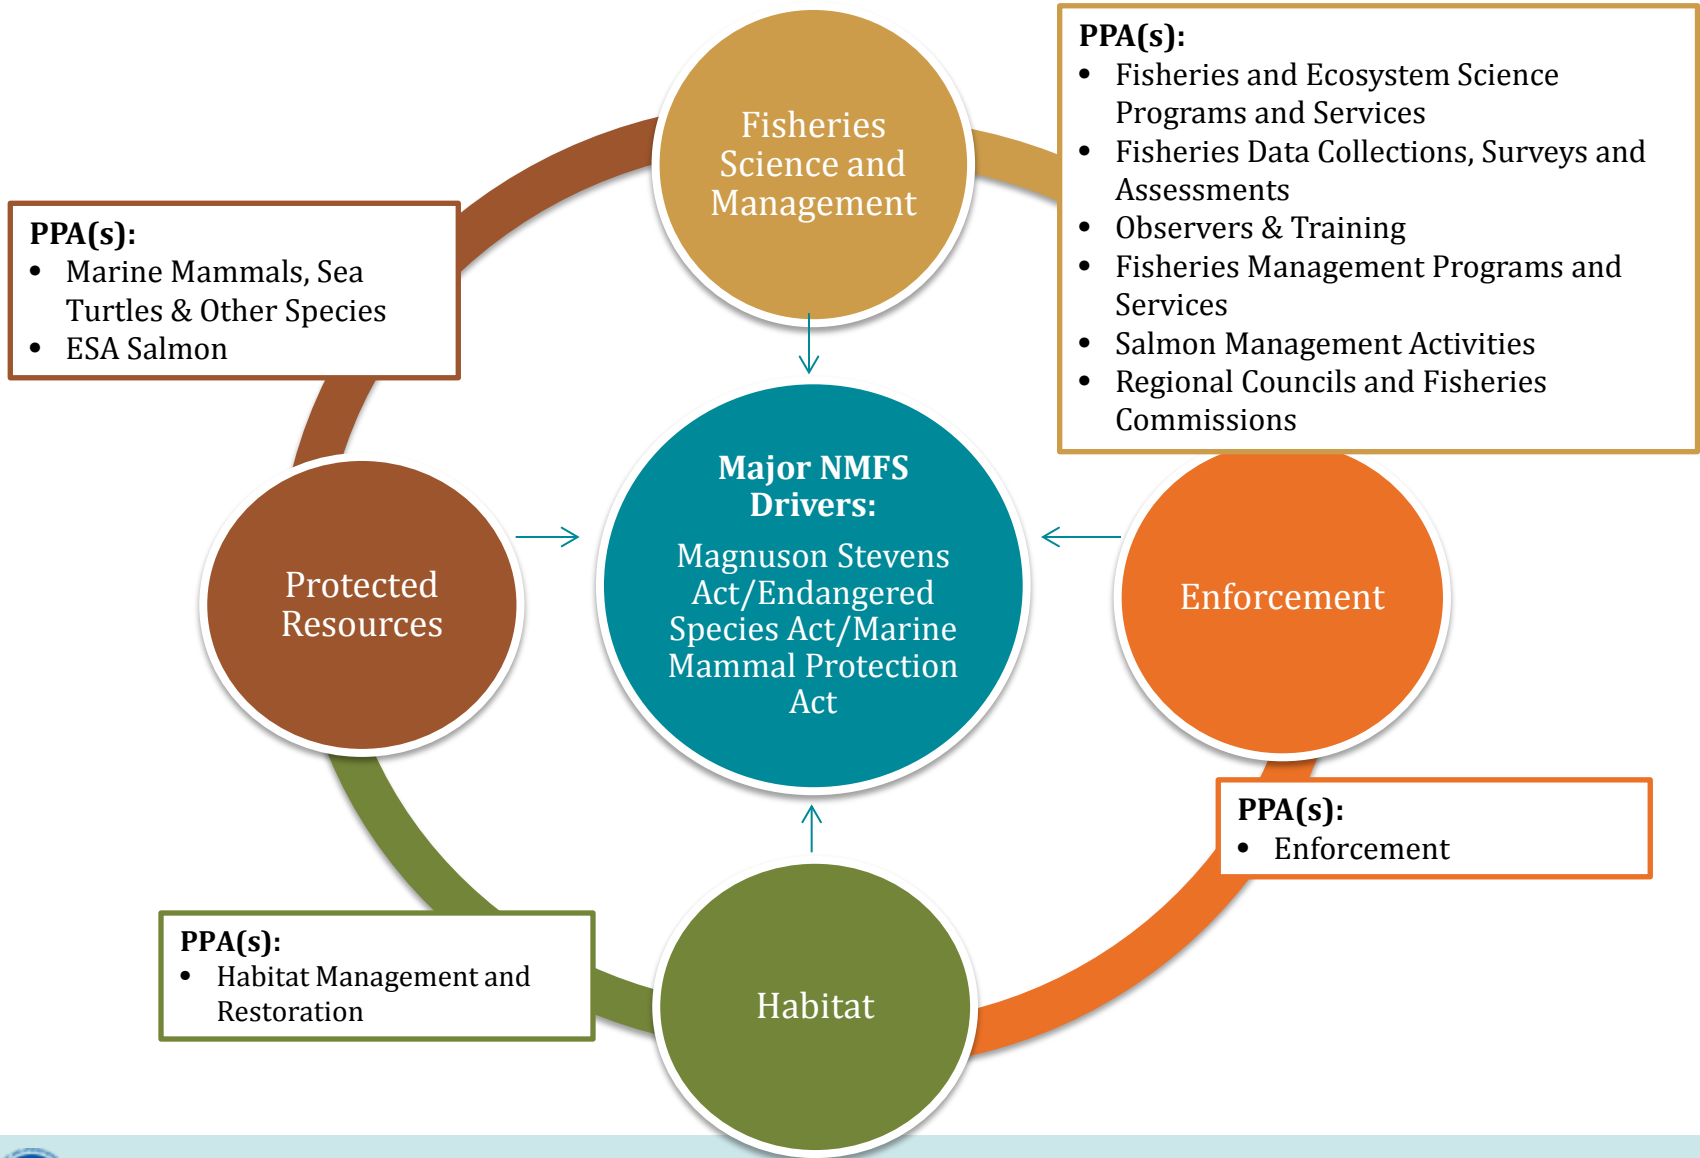 Fisheries
Science and
Management
PPA(s):
• Fisheries and Ecosystem Science
Programs and Services
• Fisheries Data Collections, Surveys and
Assessments
• Observers & Training
• Fisheries Management Programs and
Services
• Salmon Management Activities
• Regional Councils and Fisheries
Commissions
PPA(s):
• Marine Mammals, Sea
Turtles & Other Species
• ESA Salmon
Protected
Resources
Major NMFS
Drivers:
Magnuson Stevens
Act/Endangered
Species Act/Marine
Mammal Protection
Act
Enforcement
PPA(s):
• Enforcement
PPA(s):
• Habitat Management and
Restoration
Habitat